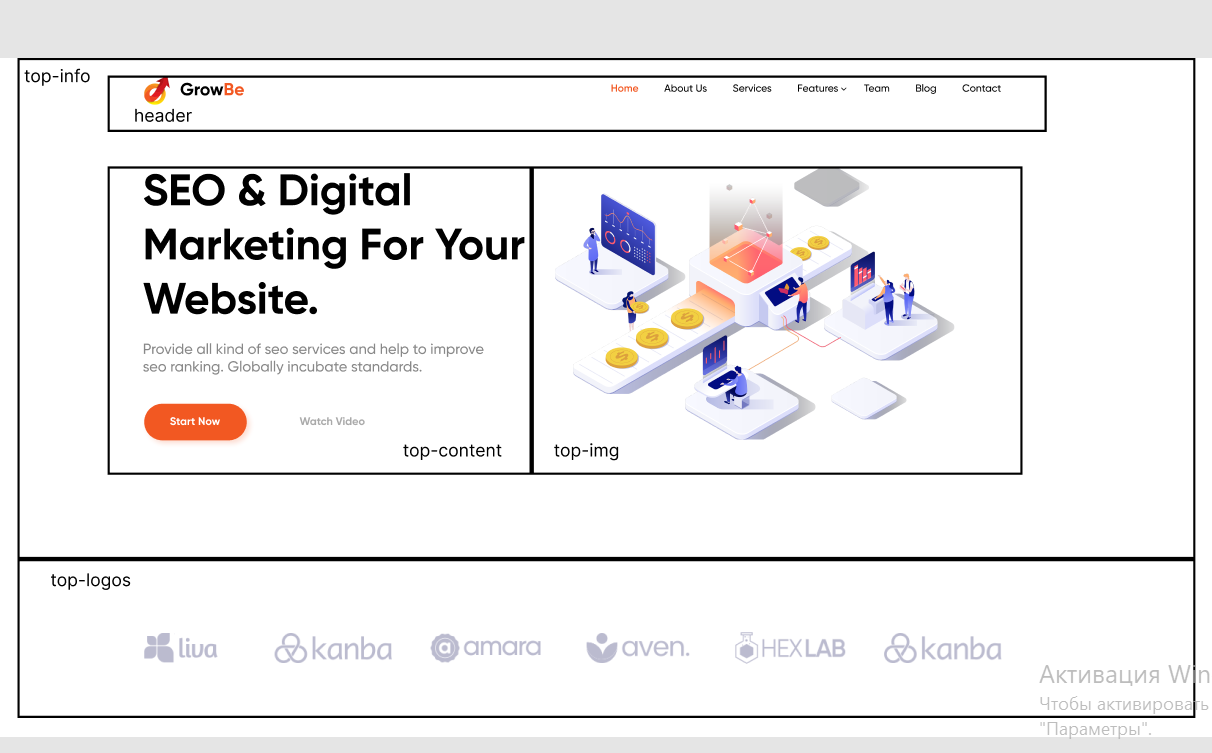 top-info
GrowBe
Home About Us Services Features Team Blog Contact
header
SEO & Digital
Marketing For Your
Website.
Provide all kind of seo services and help to improve
seo ranking. Globally incubate standards.
Start Now Watch Video
top-content
top-img
top-logos
liva kanba amara aven. HEXLAB kanba
Активация Win
Чтобы активировать
"Параметры".